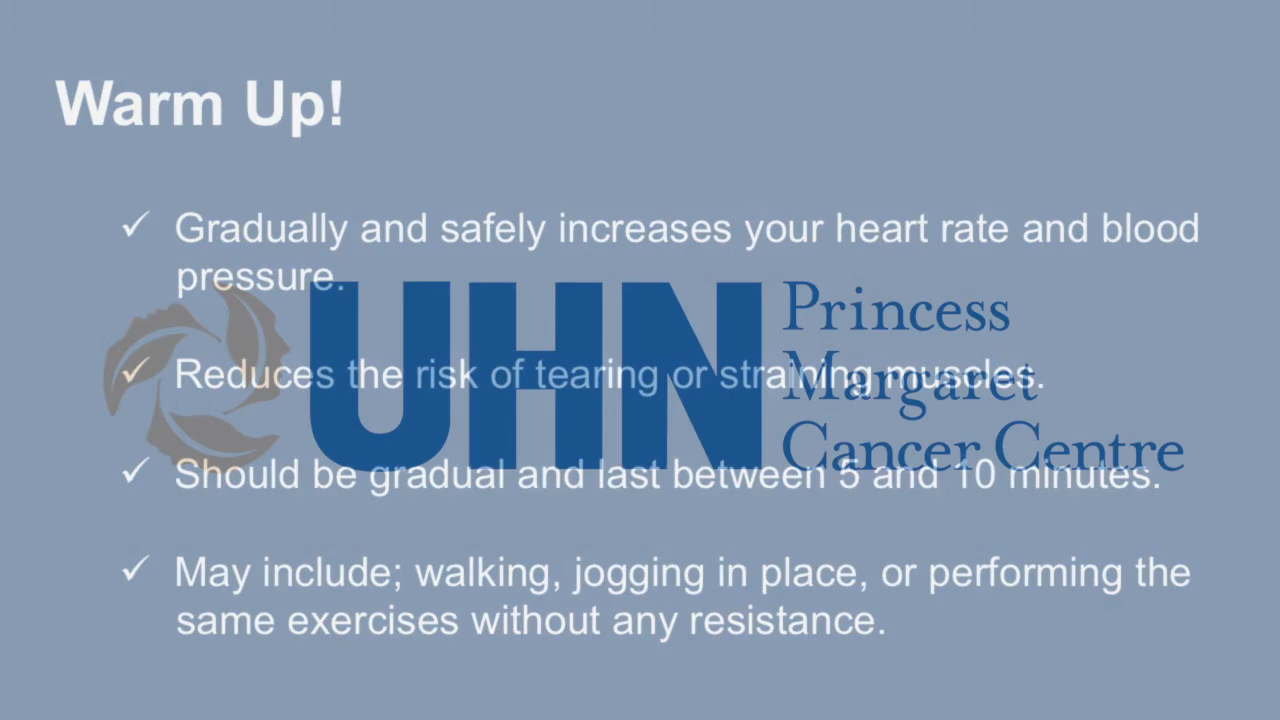 Warm Up!
✓ Gradually and safely increases your heart rate and blood
pressure.
UHN
Princess
Margaret
Cancer Centre
✓ Reduces the risk of tearing or straining muscles.
✓ Should be gradual and last between 5 and 10 minutes.
✓ May include; walking, jogging in place, or performing the
same exercises without any resistance.